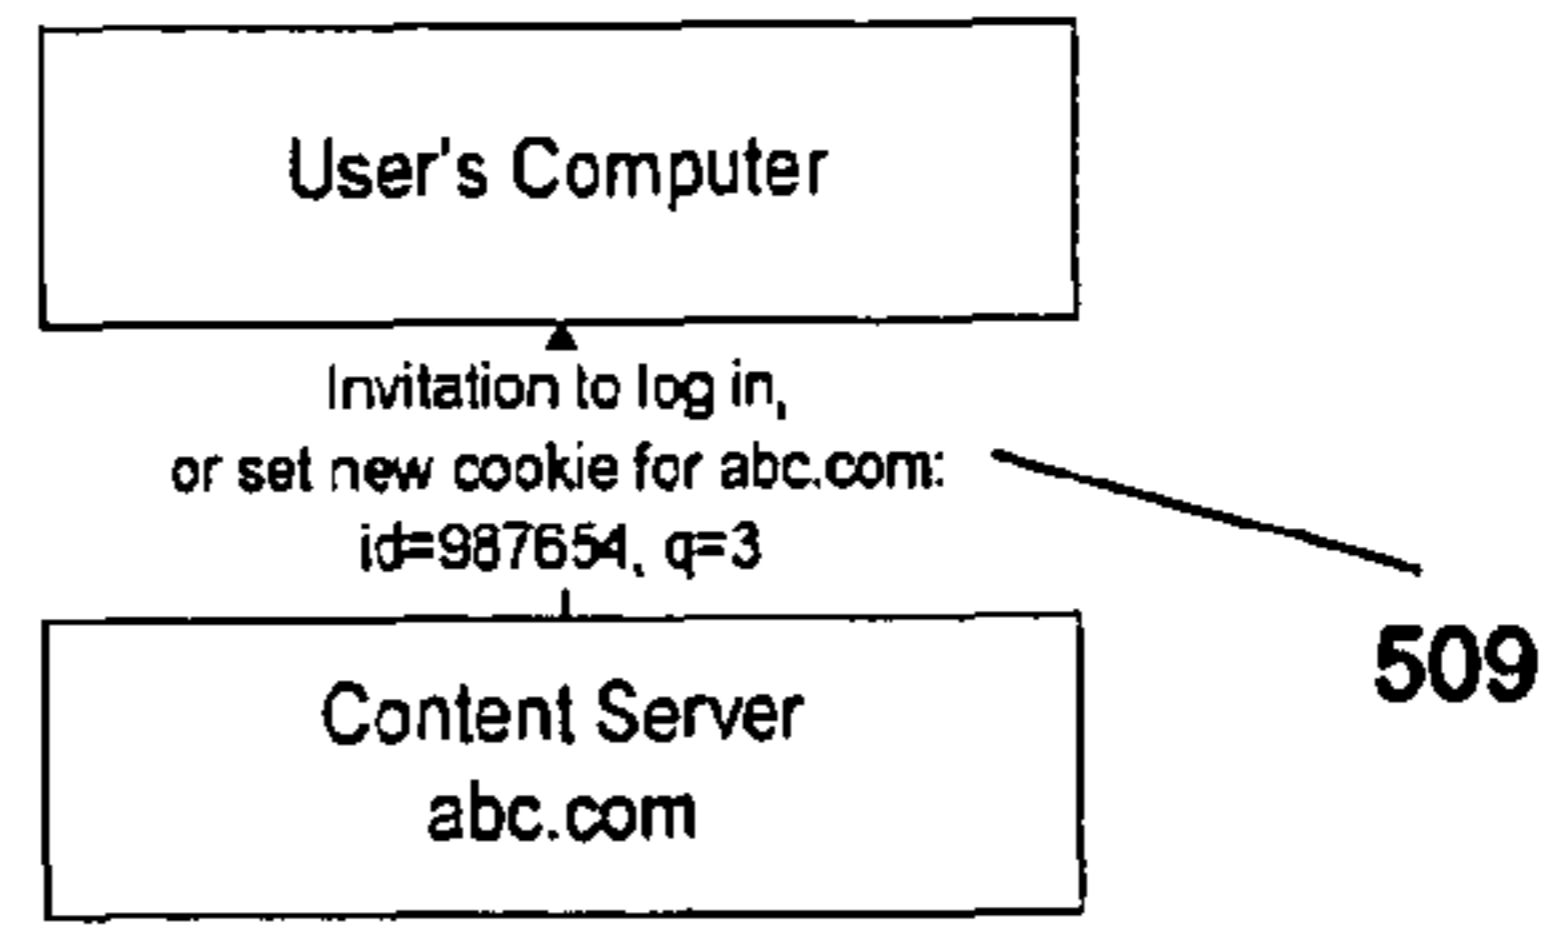 User's Computer
Invitation to log in,
or set new cookie for abc.com:
id=987654, q=3
509
Content Server
abc.com